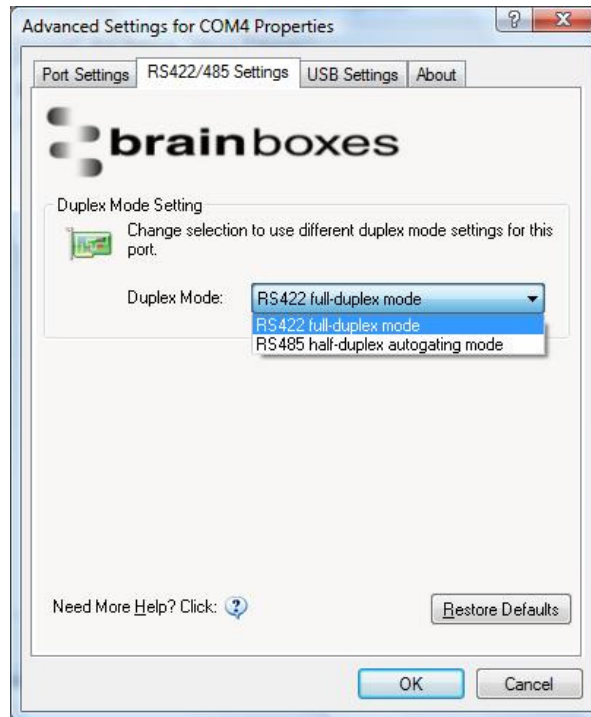 Advanced Settings for COM4 Properties
Port Settings
RS422/485 Settings
USB Settings
About
brainboxes
Duplex Mode Setting
Change selection to use different duplex mode settings for this
port.
Duplex Mode:
RS422 full-duplex mode
RS422 full-duplex mode
RS485 half-duplex autogating mode
Need More Help? Click:
Restore Defaults
OK
Cancel